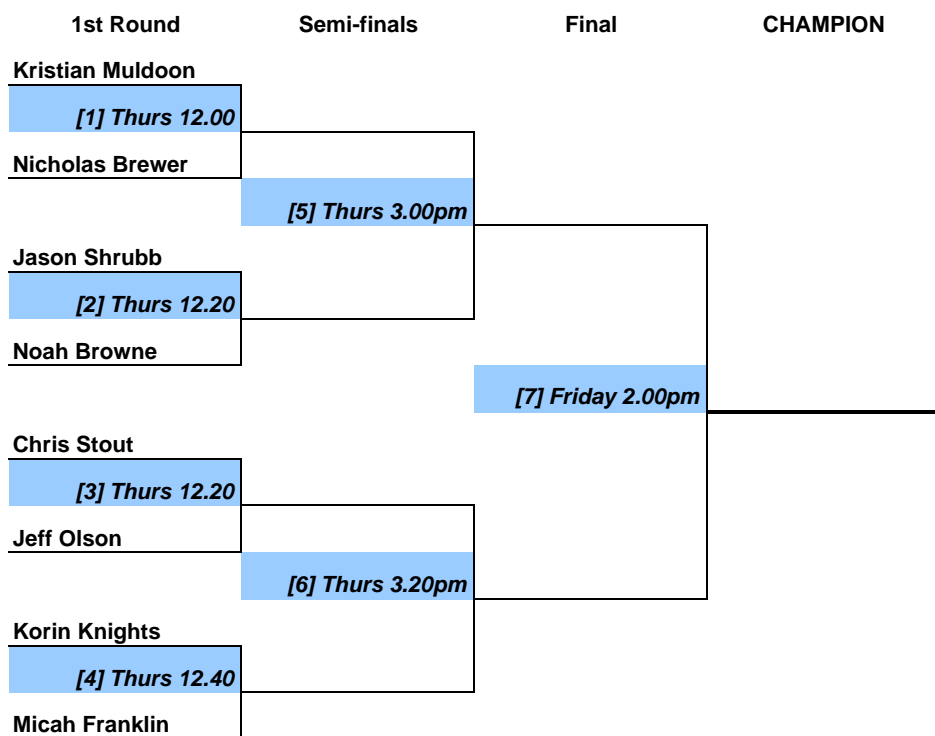 1st Round Semi-finals Final CHAMPION
Kristian Muldoon
[1] Thurs 12.00
Nicholas Brewer
[5] Thurs 3.00pm
Jason Shrubb
[2] Thurs 12.20
Noah Browne
[7] Friday 2.00pm
Chris Stout
[3] Thurs 12.20
Jeff Olson
[6] Thurs 3.20pm
Korin Knights
[4] Thurs 12.40
Micah Franklin